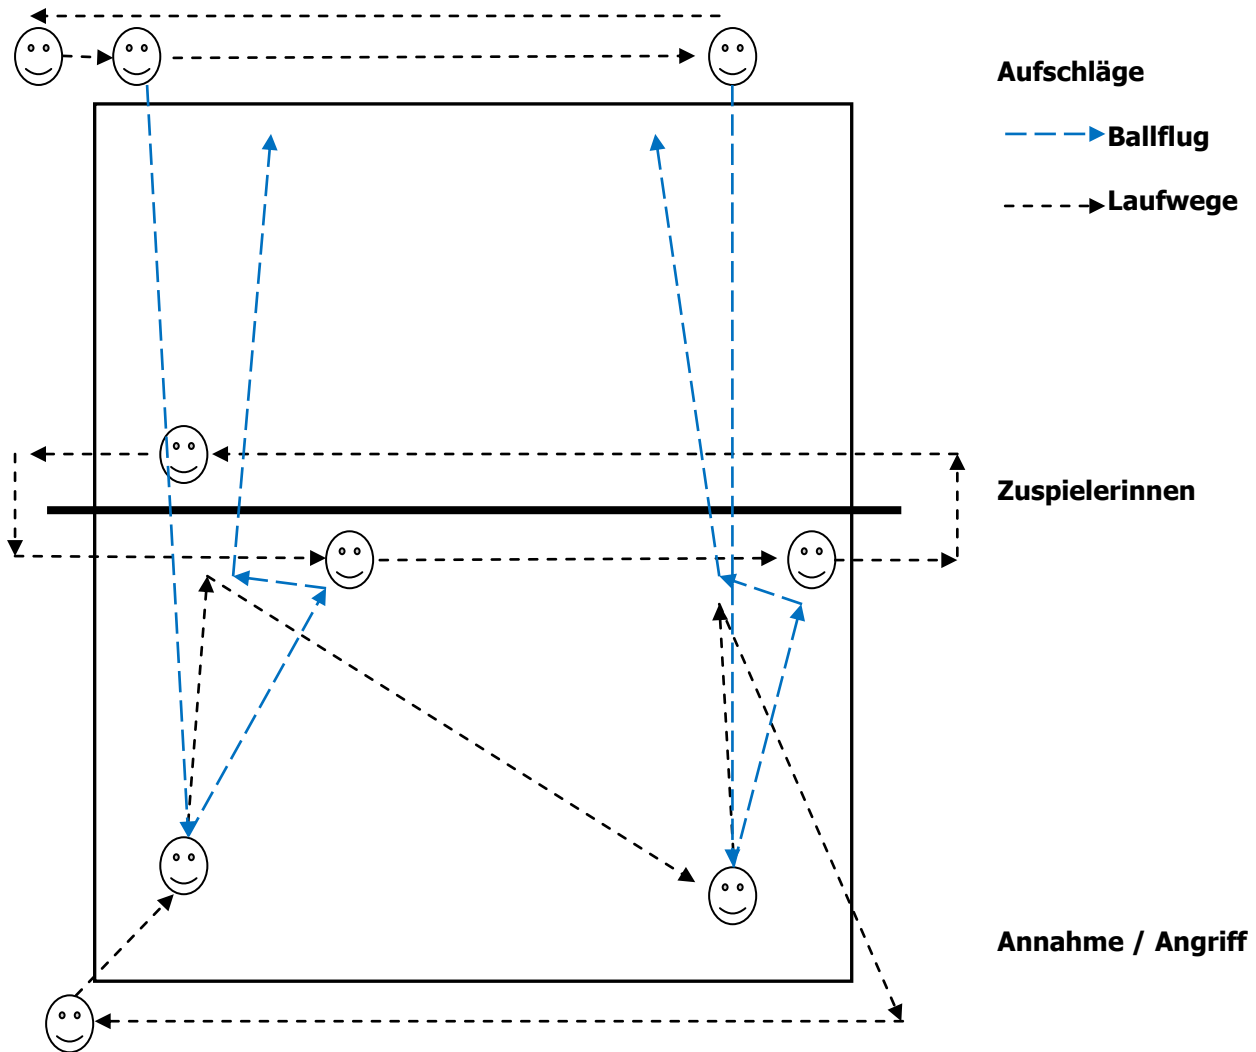 Aufschläge
Ballflug
Laufwege
Zuspielerinnen
Annahme / Angriff